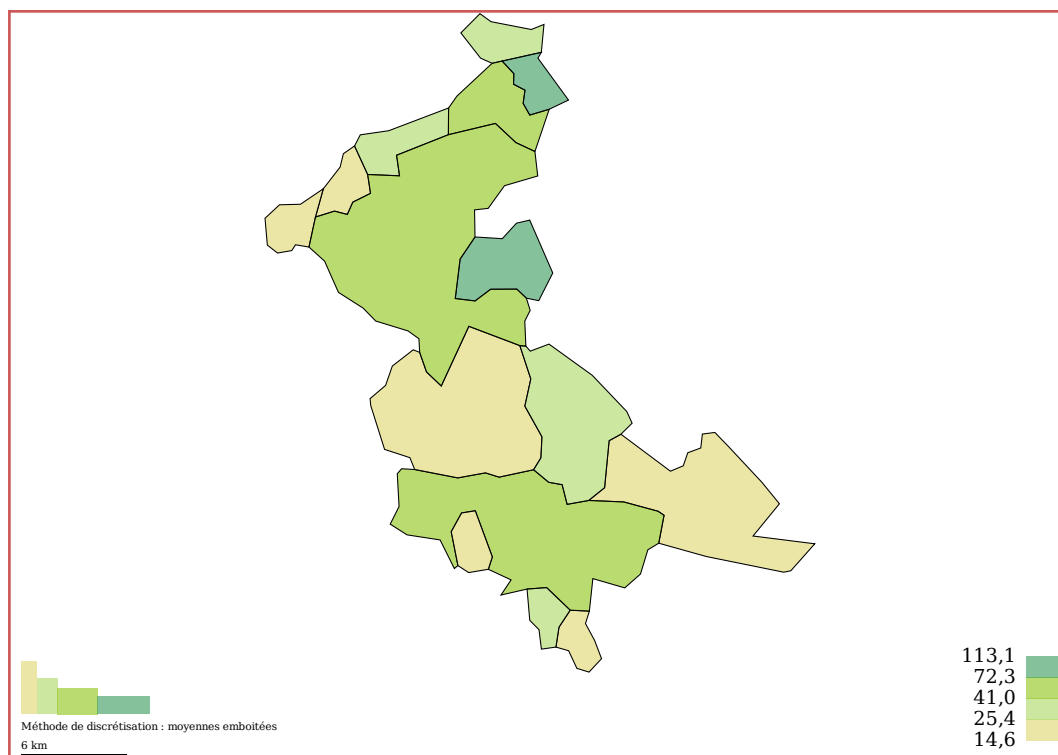 113,1
72,3
41,0
25,4
14,6
Méthode de discrétisation : moyennes emboitées
6 km